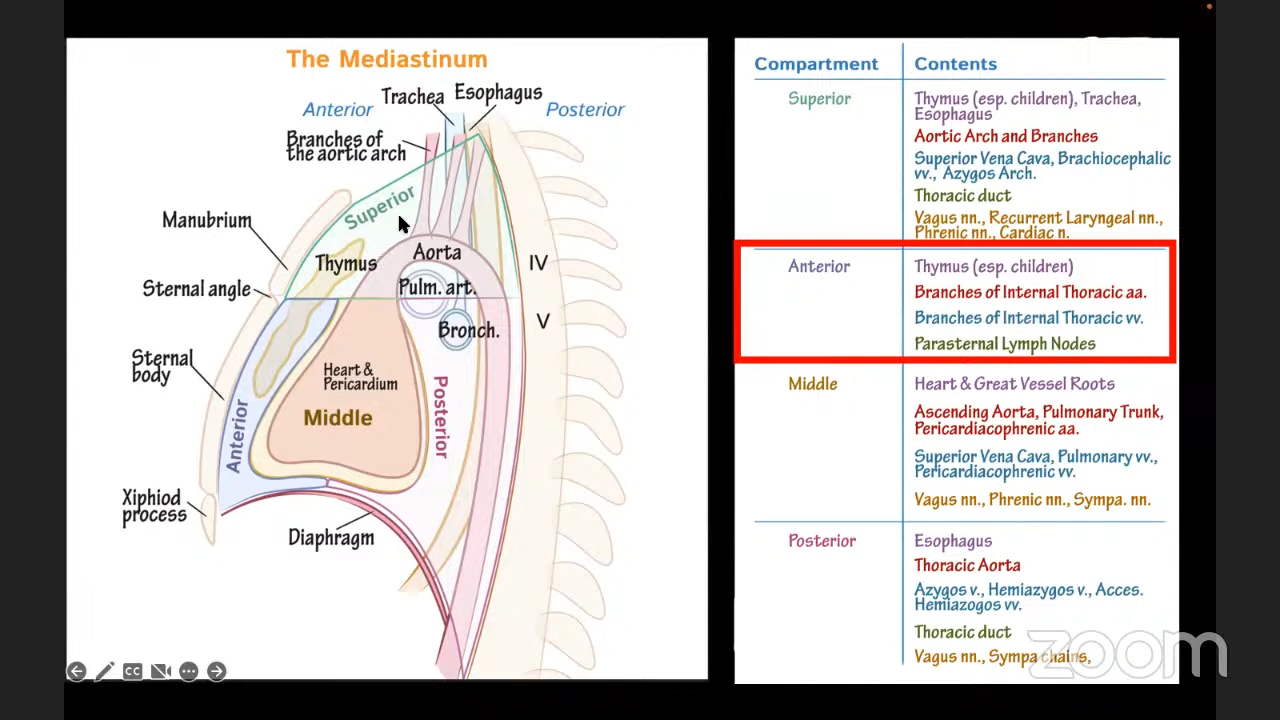 The Mediastinum
Trachea
Esophagus
Anterior
Posterior
Branches of
the aortic arch
Superior
Manubrium
Aorta
Thymus
IV
Sternal angle
Pulm. art.
V
Bronch.
Sternal
body
Heart &
Pericardium
Middle
Posterior
Anterior
Xiphiod
process
Diaphragm
CC
Compartment
Contents
Superior
Thymus (esp. children), Trachea,
Esophagus
Aortic Arch and Branches
Superior Vena Cava, Brachiocephalic
vv., Azygos Arch.
Thoracic duct
Vagus nn., Recurrent Laryngeal nn.,
Phrenic nn., Cardiac n.
Anterior
Thymus (esp. children)
Branches of Internal Thoracic aa.
Branches of Internal Thoracic vv.
Parasternal Lymph Nodes
Middle
Heart & Great Vessel Roots
Ascending Aorta, Pulmonary Trunk,
Pericardiacophrenic aa.
Superior Vena Cava, Pulmonary vv.,
Pericardiacophrenic vv.
Vagus nn., Phrenic nn., Sympa. nn.
Posterior
Esophagus
Thoracic Aorta
Azygos v., Hemiazygos v., Acces.
Hemiazogos vv.
Thoracic duct
Vagus nn., Sympa chains,
zoom